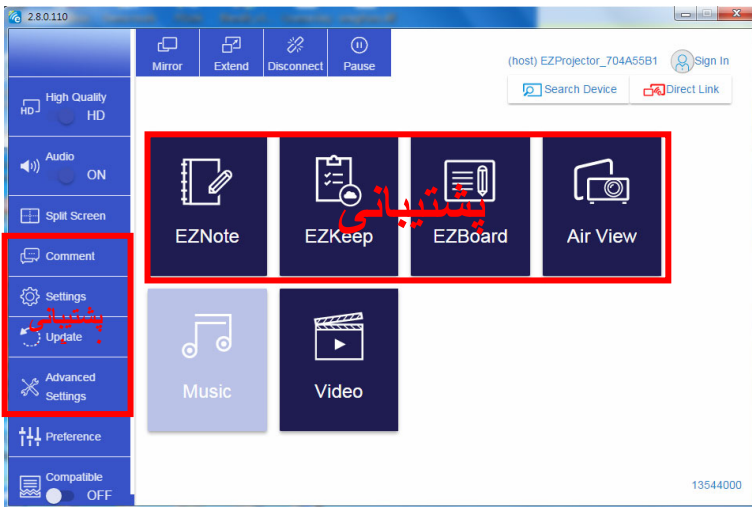 2.8.0.110
Mirror
Extend
Disconnect
Pause
(host) EZProjector_704A55B1
Sign In
Search Device
Direct Link
HD
High Quality
HD
Audio
ON
Split Screen
Comment
Settings
Update
Advanced
Settings
Preference
Compatible
OFF
پشتیبانی
EZNote
EZKeep
EZBoard
Air View
پشتیبانی
Music
Video
13544000